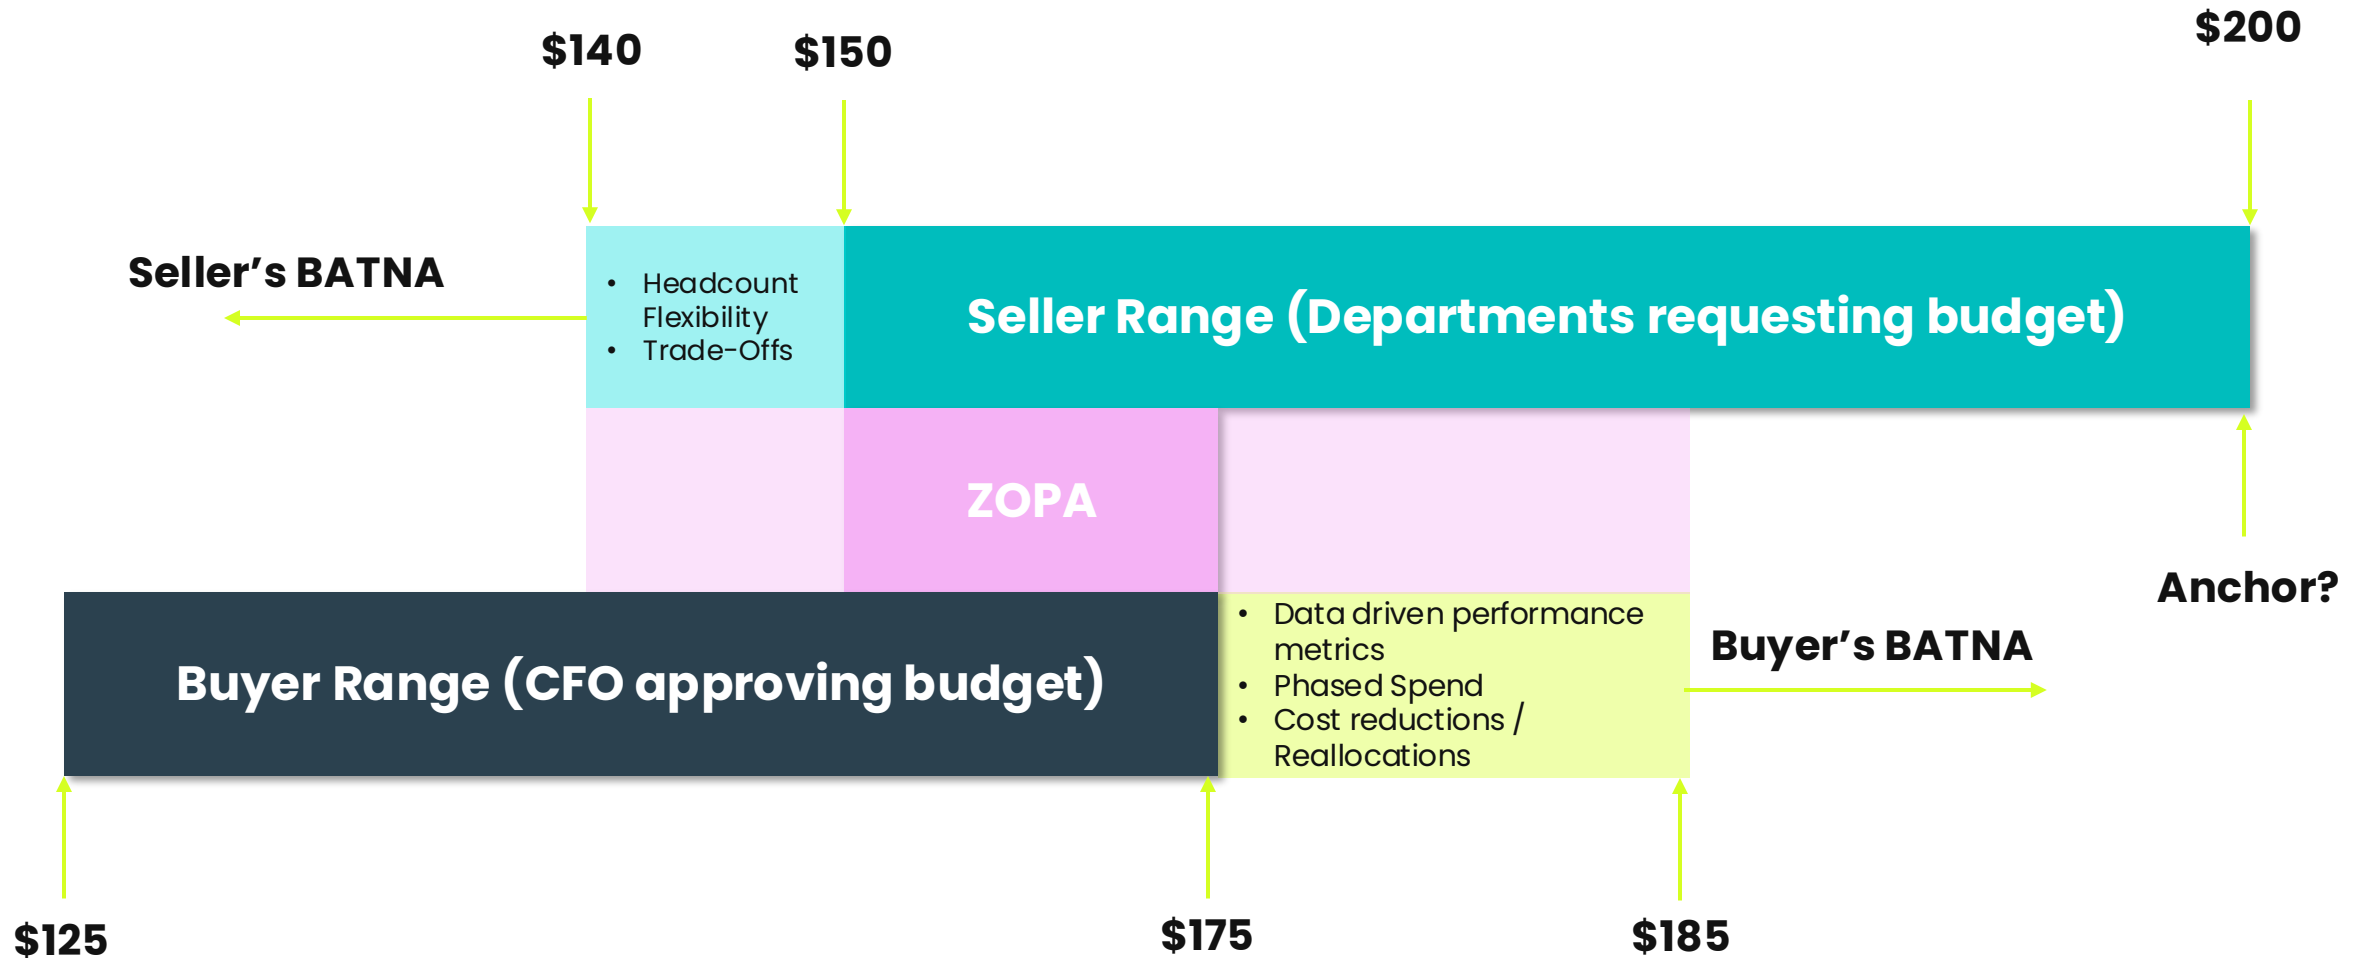 $140
$150
$200
Seller’s BATNA
• Headcount
Flexibility
• Trade-Offs
Seller Range (Departments requesting budget)
ZOPA
Anchor?
Buyer Range (CFO approving budget)
• Data driven performance
metrics
• Phased Spend
• Cost reductions /
Reallocations
Buyer’s BATNA
$125
$175
$185